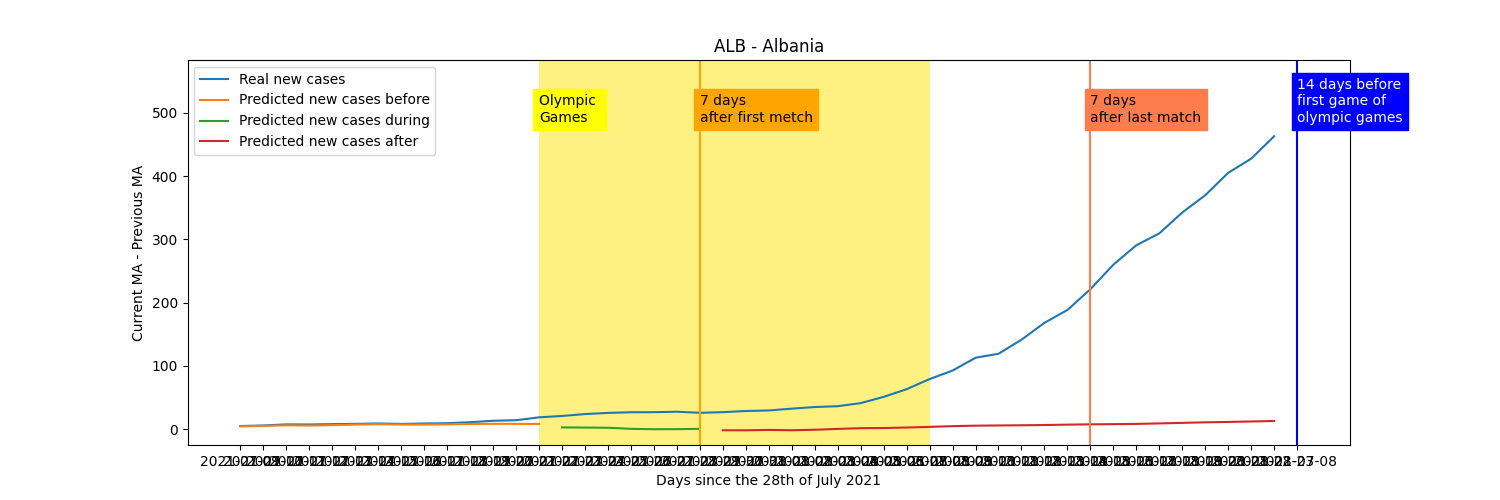 ALB - Albania
Real new cases
Predicted new cases before
Predicted new cases during
Predicted new cases after
Olympic
Games
7 days
after first metch
7 days
after last match
14 days before
first game of
olympic games
Current MA - Previous MA
500
400
300
200
100
0
Days since the 28th of July 2021